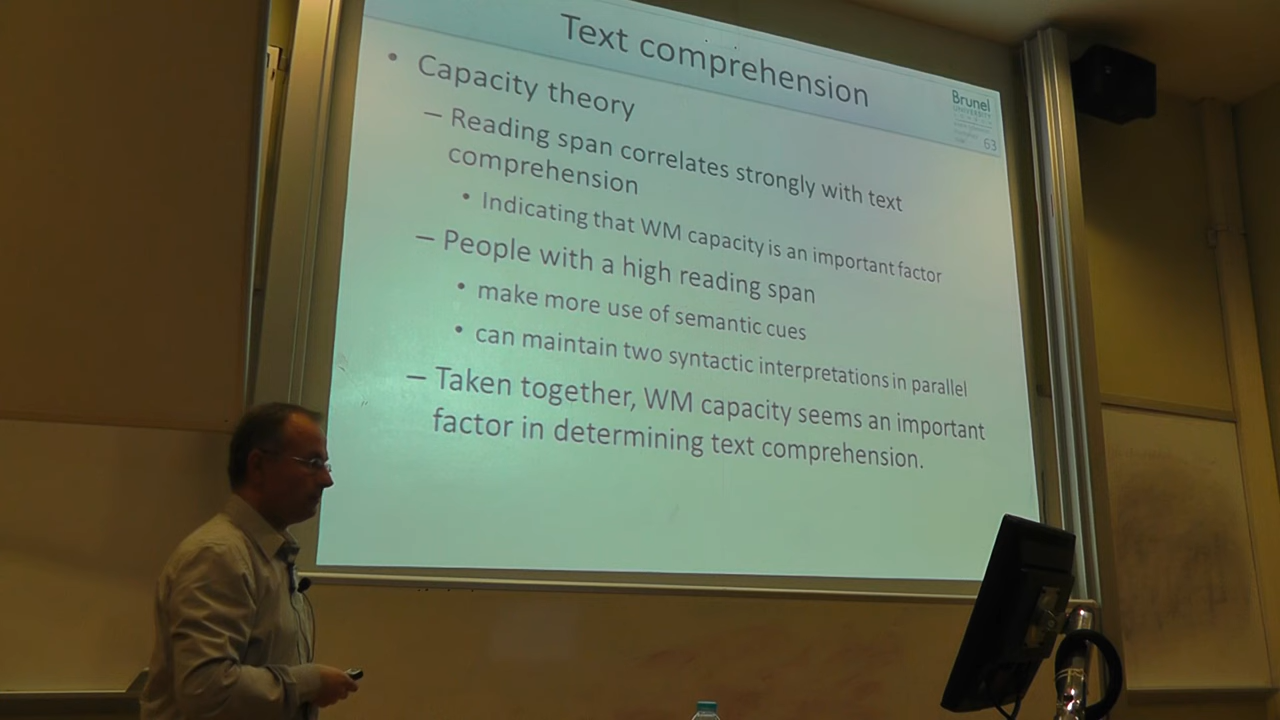 Text comprehension
Brunel
UNIVERSITY
LONDON
63
• Capacity theory
– Reading span correlates strongly with text
comprehension
• Indicating that WM capacity is an important factor
– People with a high reading span
• make more use of semantic cues
• can maintain two syntactic interpretations in parallel
– Taken together, WM capacity seems an important
factor in determining text comprehension.